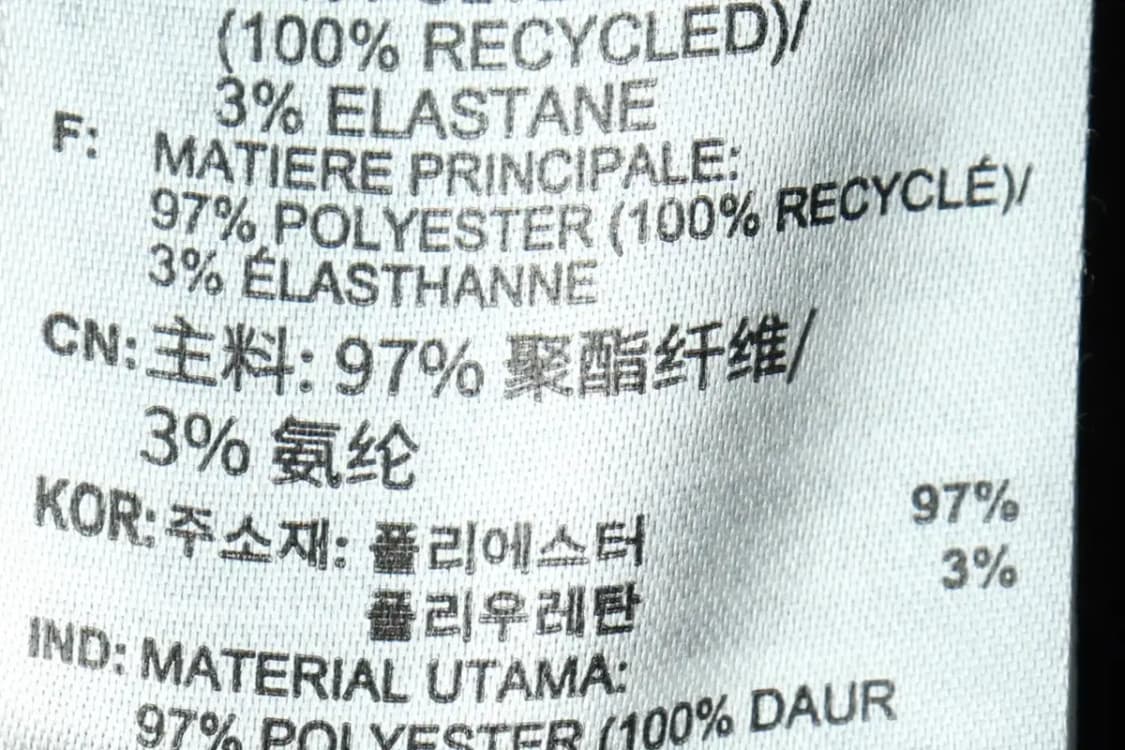 (100% RECYCLED)/
3% ELASTANE
F: MATIERE PRINCIPALE:
97% POLYESTER (100% RECYCLÉ)/
3% ÉLASTHANNE
CN: 主料: 97% 聚酯纤维/
3% 氨纶
KOR: 주소재: 폴리에스터 97%
폴리우레탄 3%
IND: MATERIAL UTAMA:
97% POLYESTER (100% DAUR